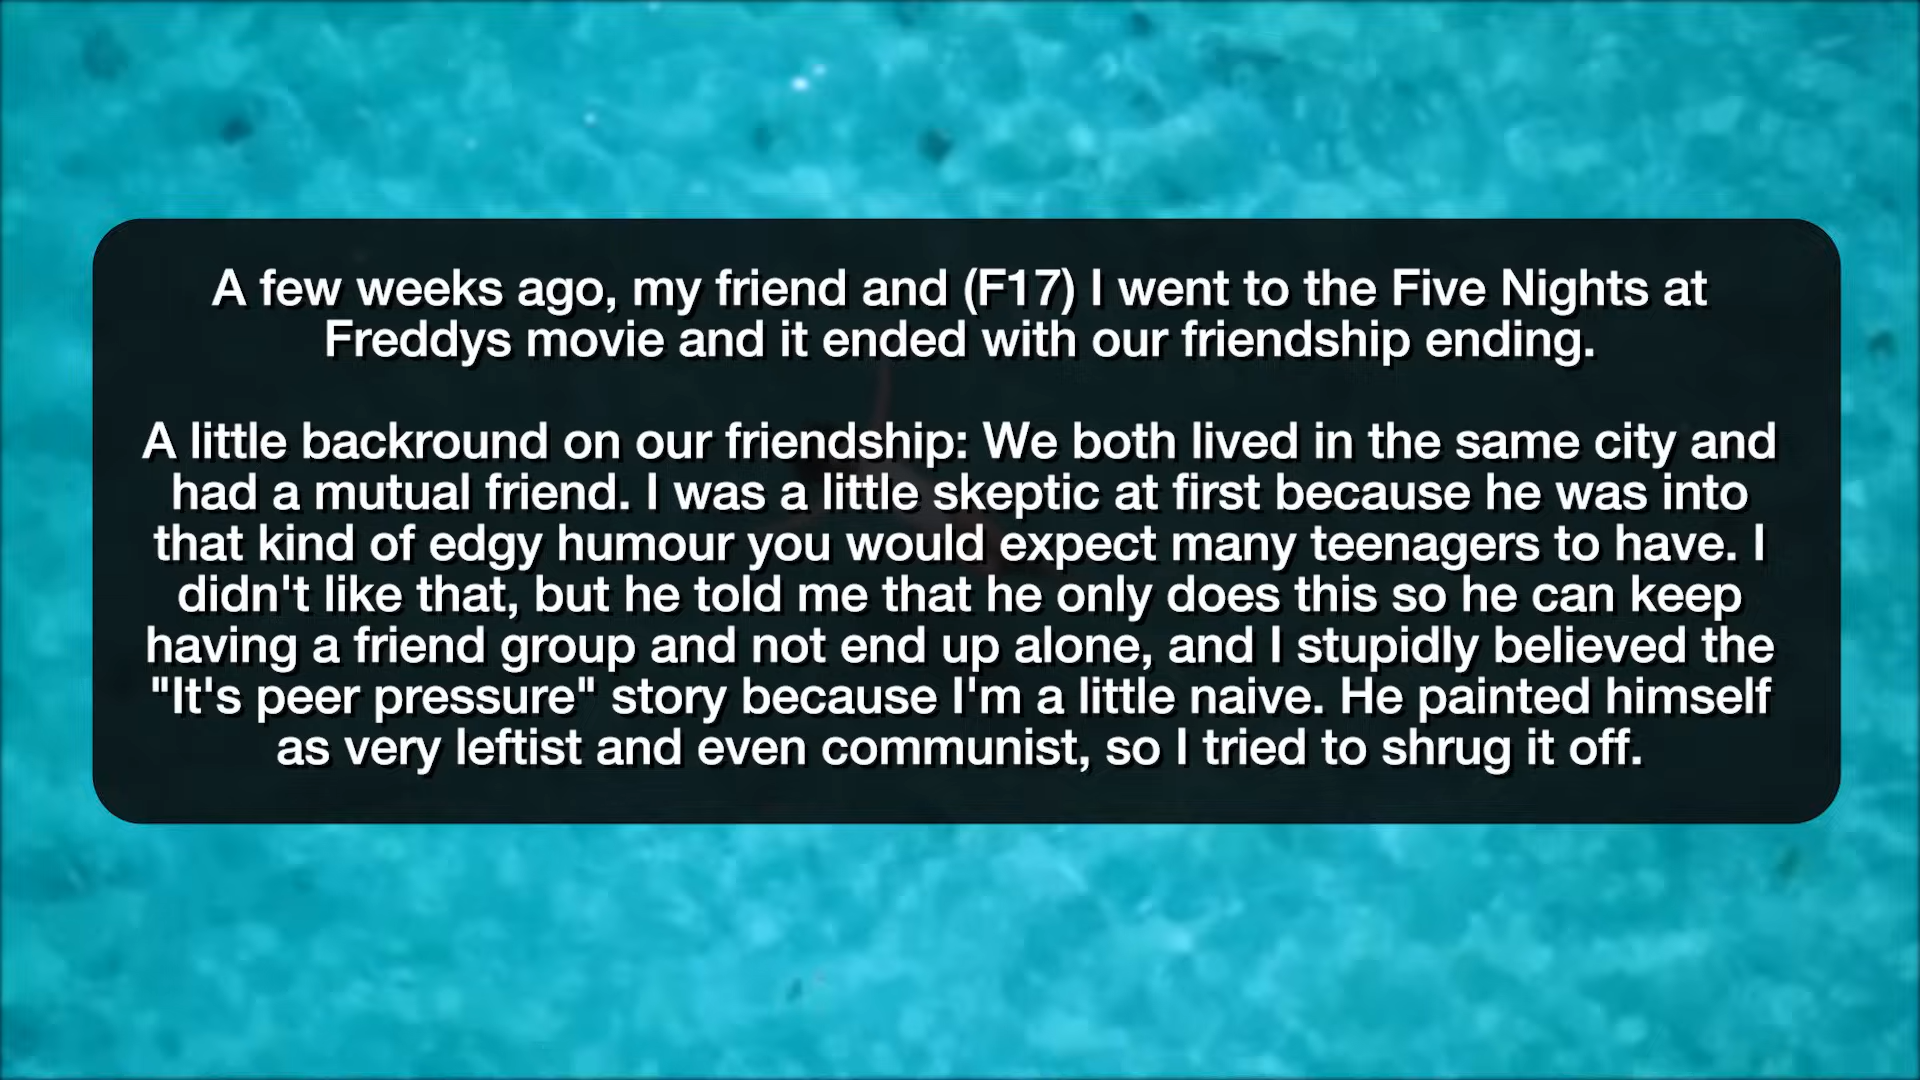 A few weeks ago, my friend and (F17) I went to the Five Nights at
Freddys movie and it ended with our friendship ending.
A little backround on our friendship: We both lived in the same city and
had a mutual friend. I was a little skeptic at first because he was into
that kind of edgy humour you would expect many teenagers to have. I
didn't like that, but he told me that he only does this so he can keep
having a friend group and not end up alone, and I stupidly believed the
"It's peer pressure" story because I'm a little naive. He painted himself
as very leftist and even communist, so I tried to shrug it off.